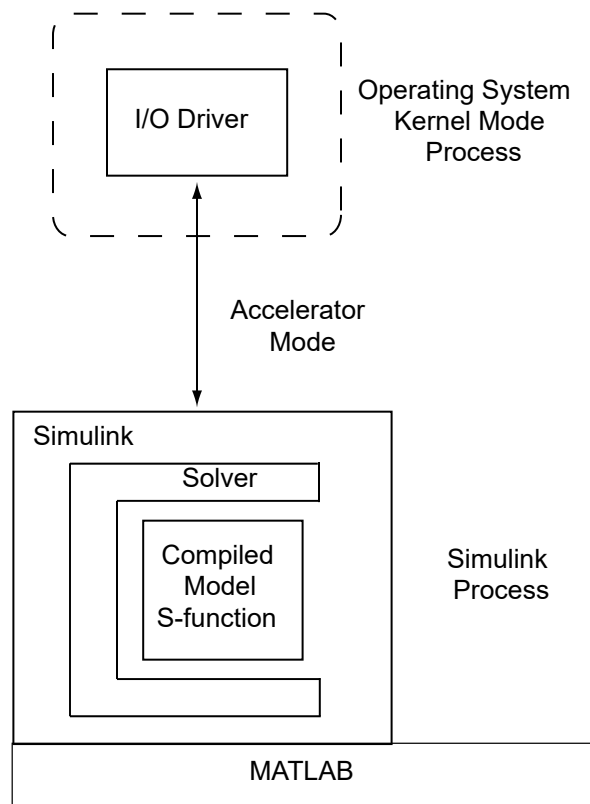 I/O Driver
Operating System
Kernel Mode
Process
Accelerator
Mode
Simulink
Solver
Compiled
Model
S-function
Simulink
Process
MATLAB